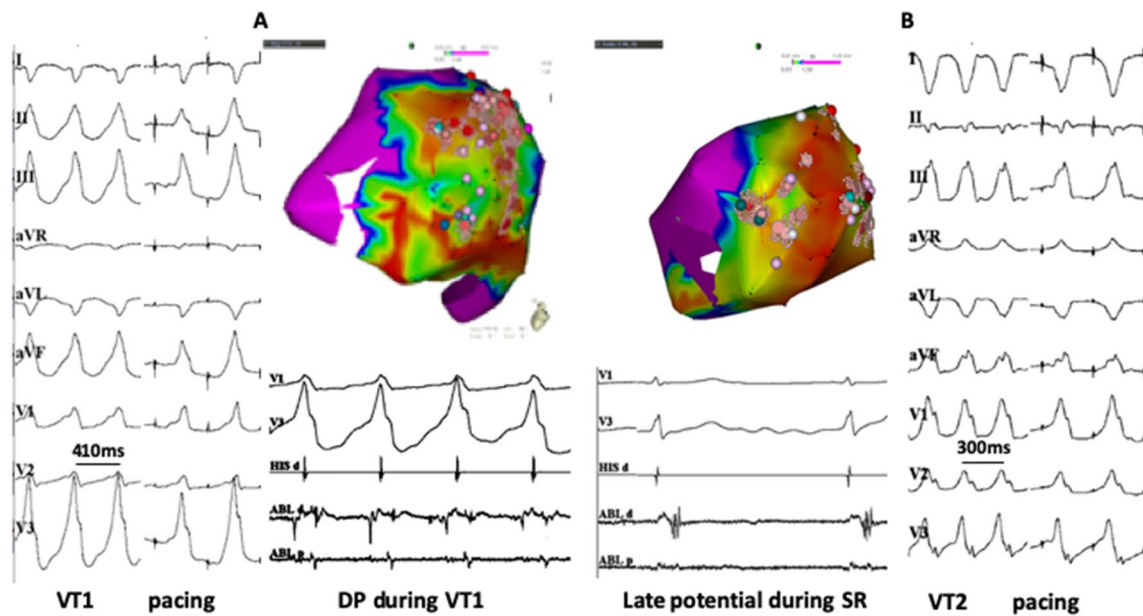 A
B
I
II
III
aVR
aVL
aVF
V1
V2
410ms
V3
V1
V3
HIS d
ABL d
ABL p
V1
V3
HIS d
ABL d
ABL p
I
II
III
aVR
aVL
aVF
V1
300ms
V2
V3
VT1
pacing
DP during VT1
Late potential during SR
VT2
pacing